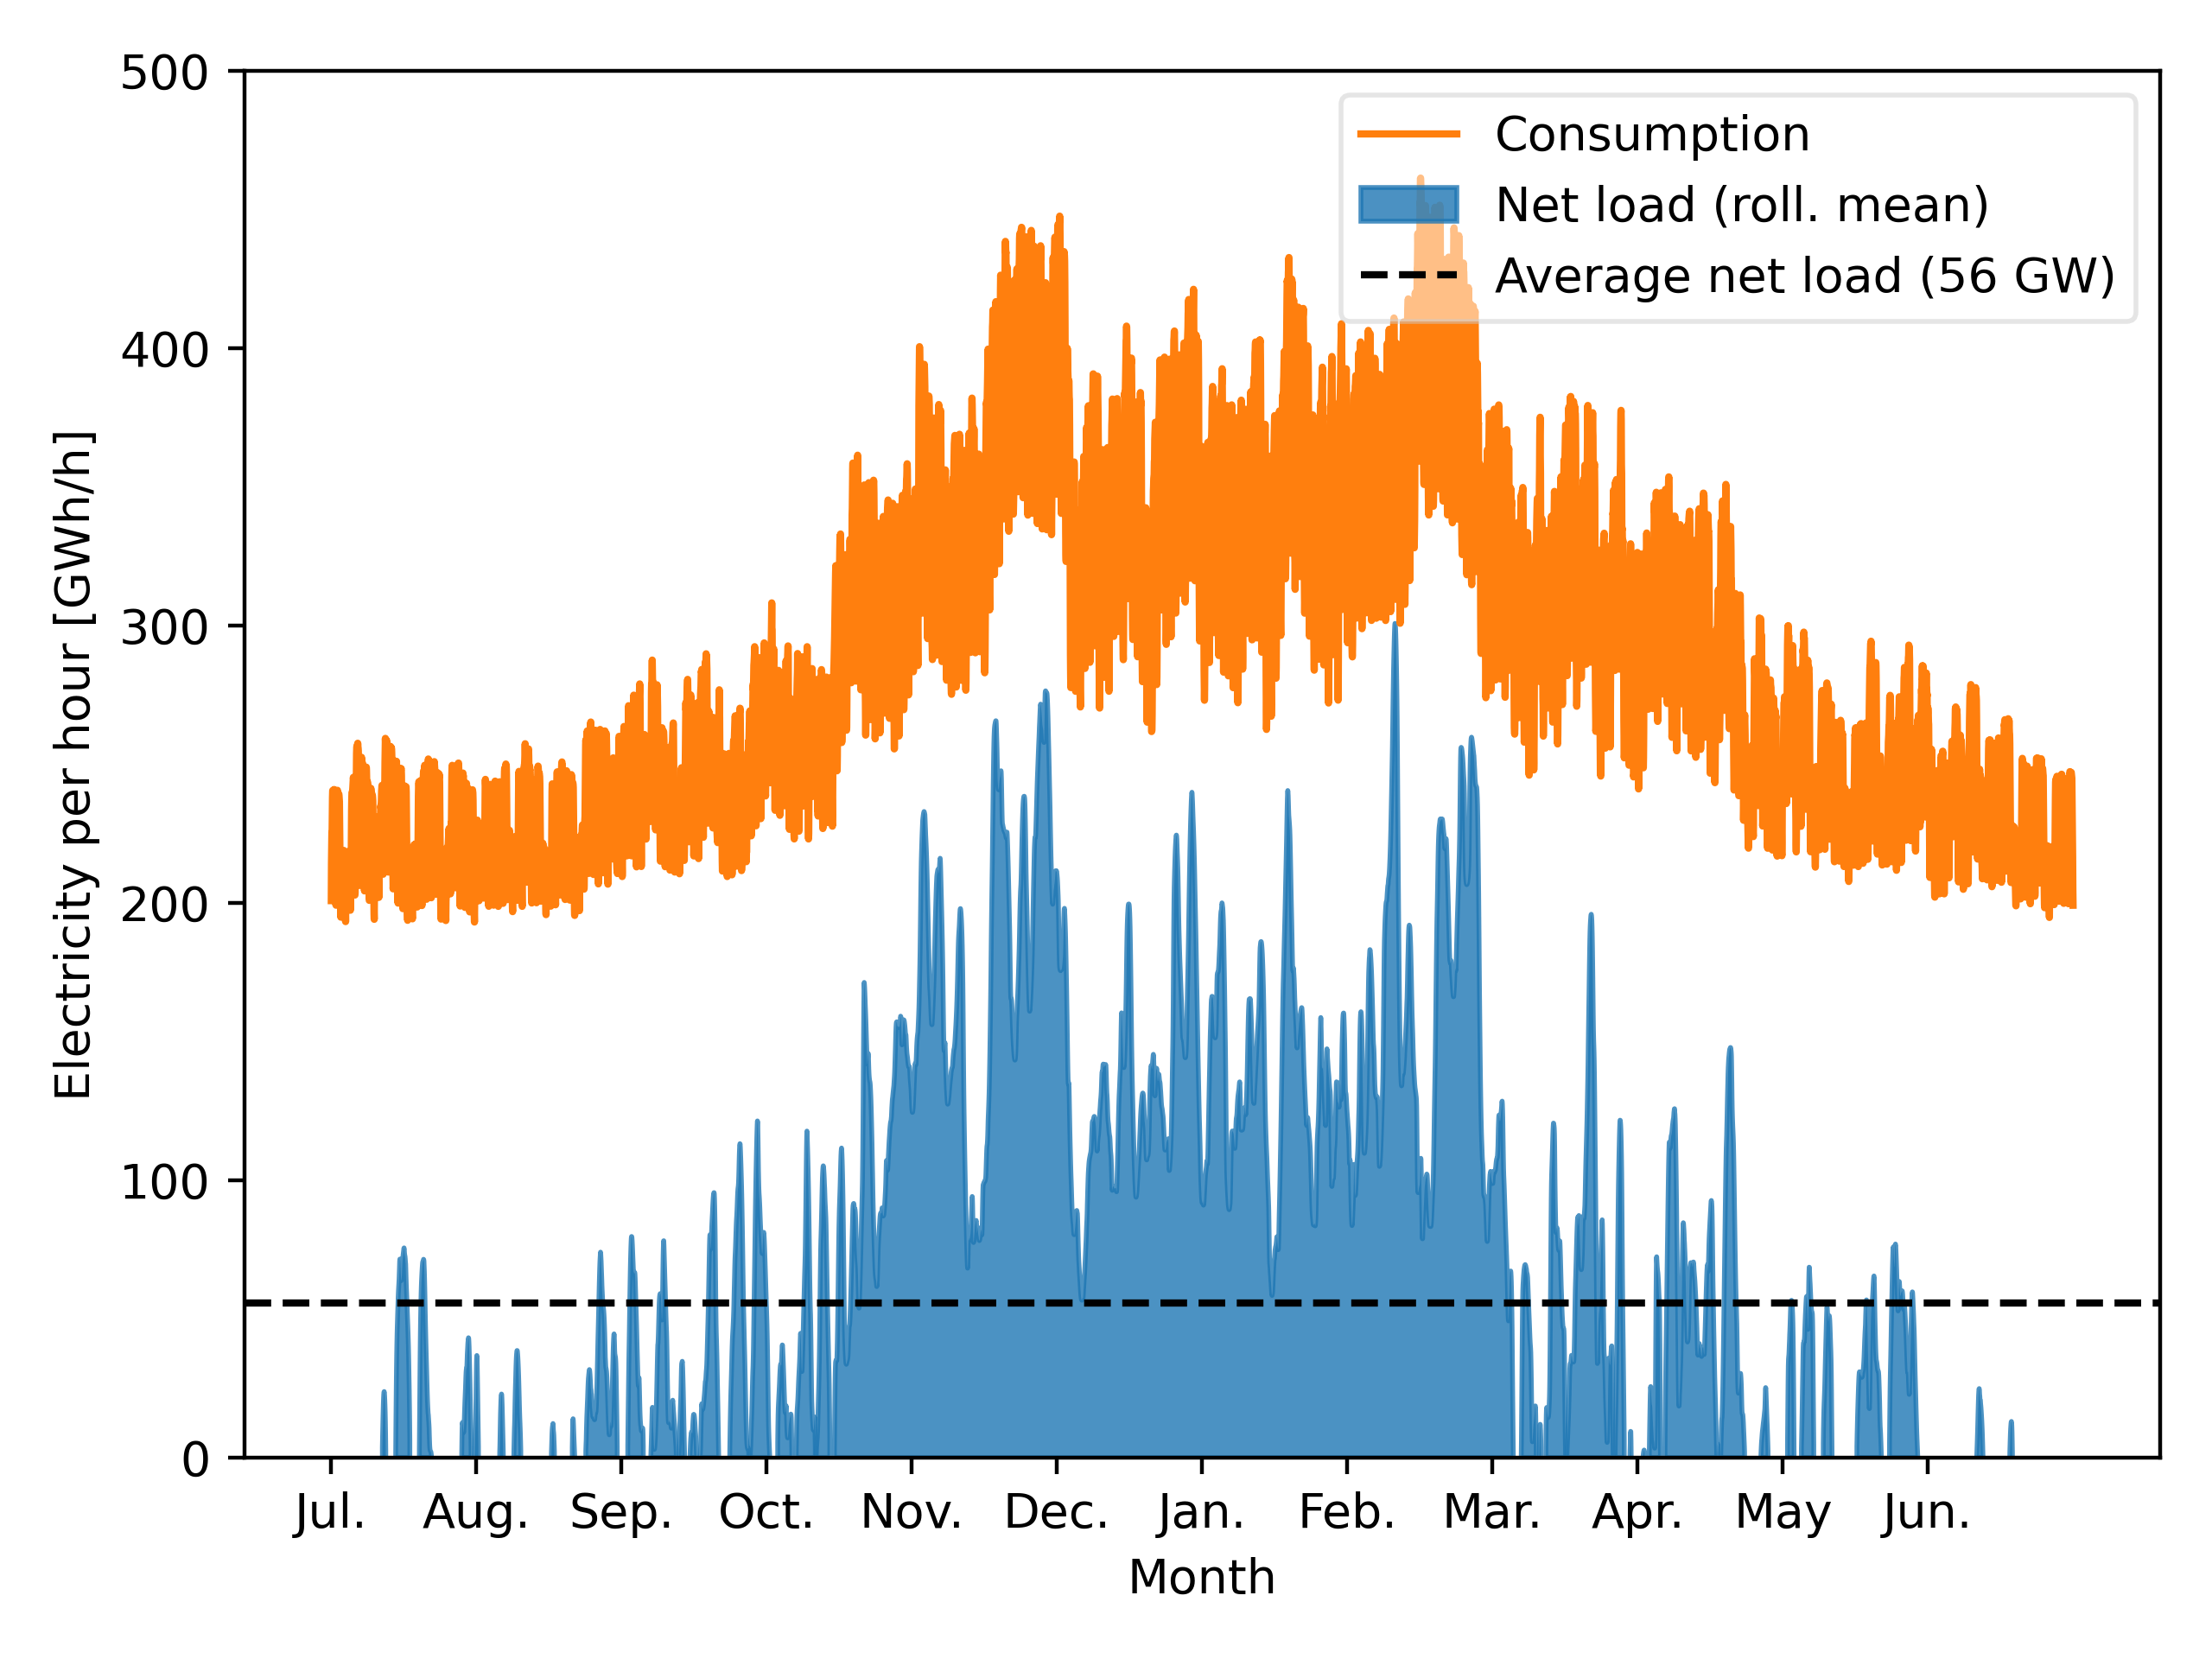 500
400
300
200
100
0
Electricity per hour [GWh/h]
Consumption
Net load (roll. mean)
Average net load (56 GW)
Jul. Aug. Sep. Oct. Nov. Dec. Jan. Feb. Mar. Apr. May Jun.
Month